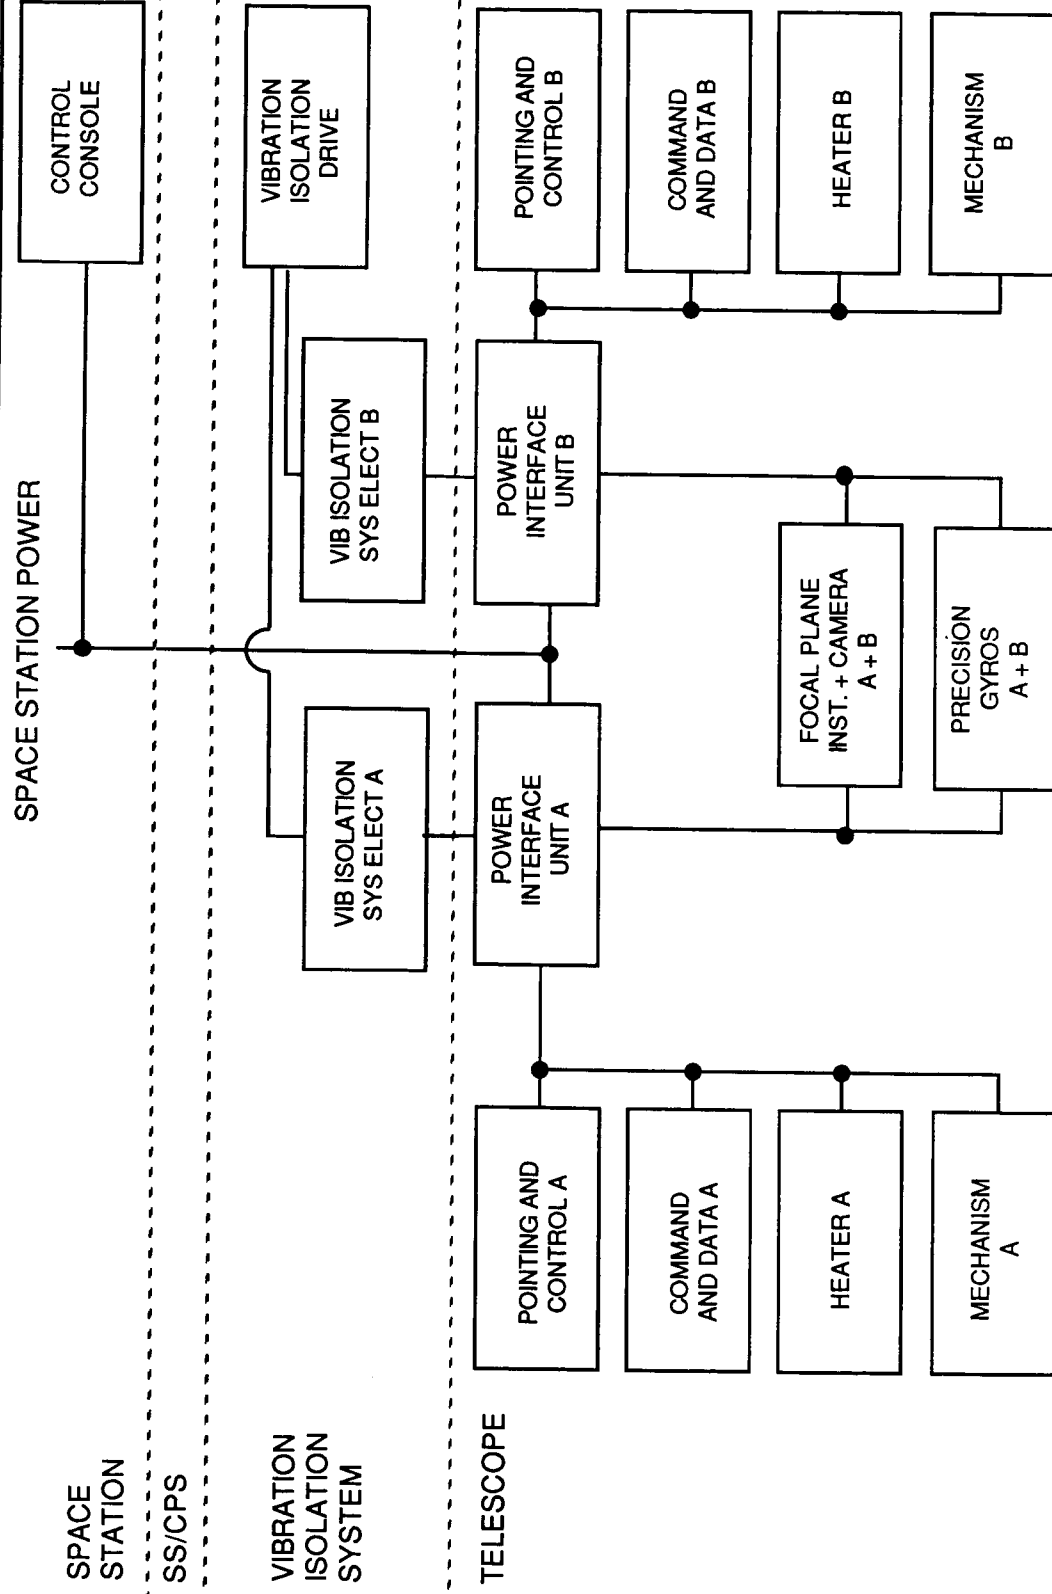 SPACE STATION POWER
SPACE
STATION
CONTROL
CONSOLE
SS/CPS
VIBRATION
ISOLATION
SYSTEM
VIB ISOLATION
SYS ELECT A
VIB ISOLATION
SYS ELECT B
VIBRATION
ISOLATION
DRIVE
TELESCOPE
POINTING AND
CONTROL A
POWER
INTERFACE
UNIT A
POWER
INTERFACE
UNIT B
POINTING AND
CONTROL B
COMMAND
AND DATA A
COMMAND
AND DATA B
HEATER A
FOCAL PLANE
INST. + CAMERA
A + B
HEATER B
MECHANISM
A
PRECISION
GYROS
A + B
MECHANISM
B